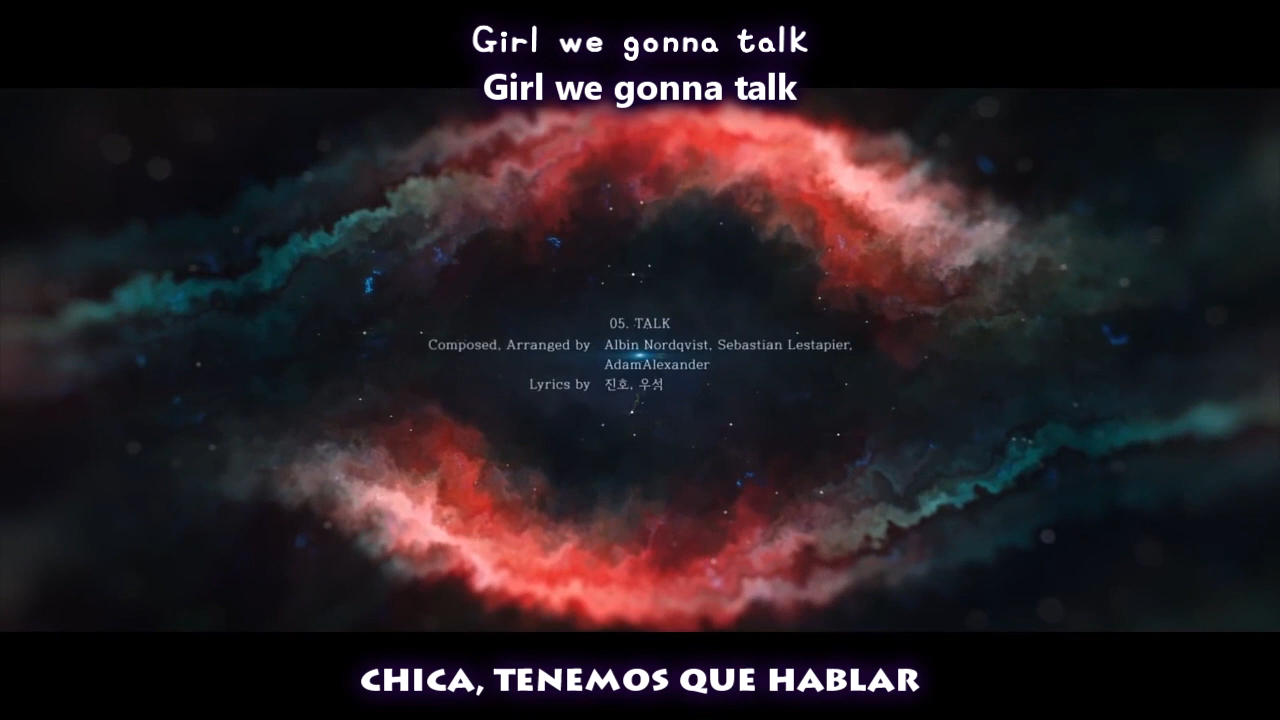 Girl we gonna talk
Girl we gonna talk
05. TALK
Composed, Arranged by Albin Nordqvist, Sebastian Lestapier,
AdamAlexander
Lyrics by 진호, 우석
CHICA, TENEMOS QUE HABLAR